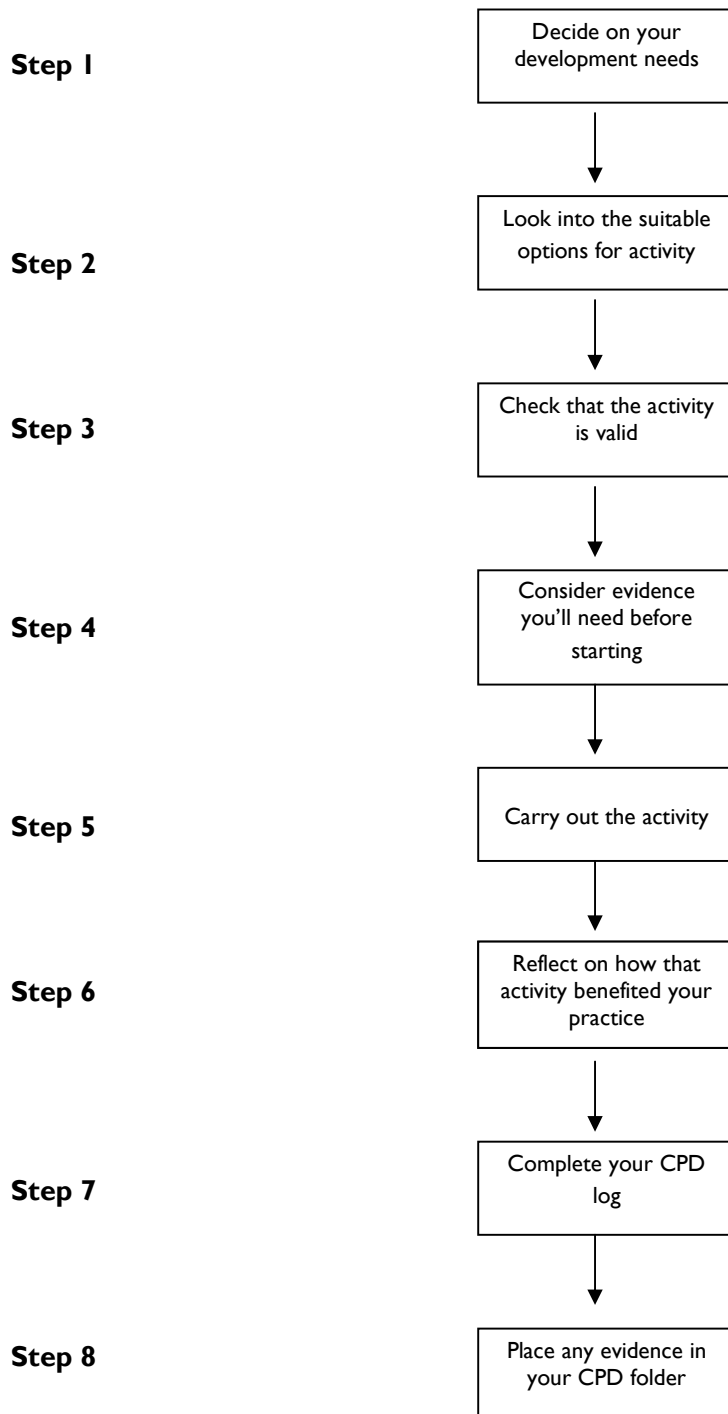 Step 1
Decide on your
development needs
Step 2
Look into the suitable
options for activity
Step 3
Check that the activity
is valid
Step 4
Consider evidence
you'll need before
starting
Step 5
Carry out the activity
Step 6
Reflect on how that
activity benefited your
practice
Step 7
Complete your CPD
log
Step 8
Place any evidence in
your CPD folder